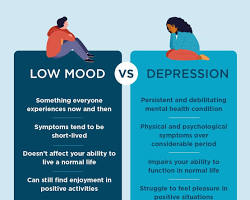 LOW MOOD
VS
DEPRESSION
Something everyone
experiences now and then
Symptoms tend to be
short-lived
Doesn't affect your ability to
live a normal life
Can still find enjoyment in
positive activities
Persistent and debilitating
mental health condition
Physical and psychological
symptoms over
considerable period
Impairs your ability to
function in normal life
Struggle to feel pleasure in
positive situations